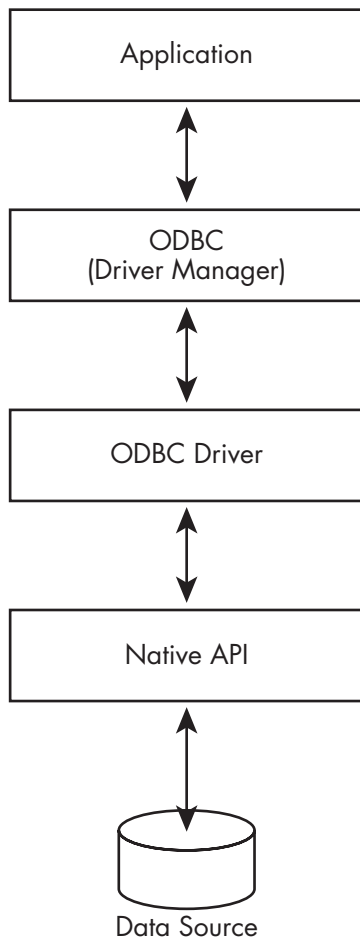 Application
ODBC
(Driver Manager)
ODBC Driver
Native API
Data Source